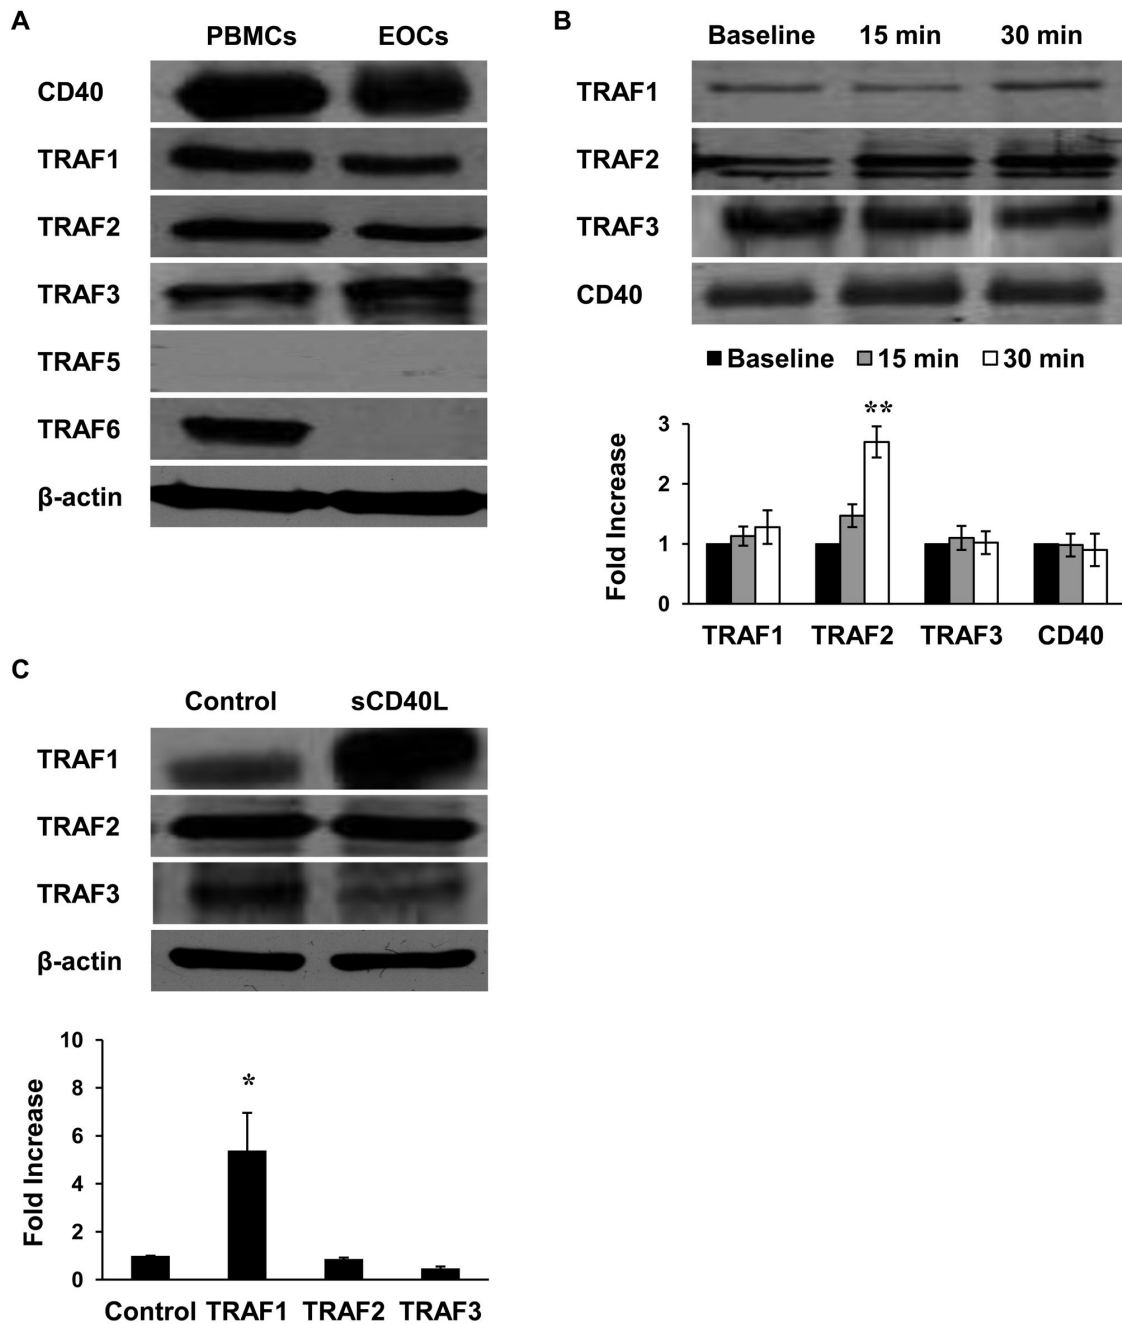 A
PBMCs EOCs
CD40
TRAF1
TRAF2
TRAF3
TRAF5
TRAF6
β-actin
B
Baseline 15 min 30 min
TRAF1
TRAF2
TRAF3
CD40
Baseline 15 min 30 min
**
3
2
1
0
Fold Increase
TRAF1 TRAF2 TRAF3 CD40
C
Control sCD40L
TRAF1
TRAF2
TRAF3
β-actin
10
8
6
4
2
0
*
Fold Increase
Control TRAF1 TRAF2 TRAF3